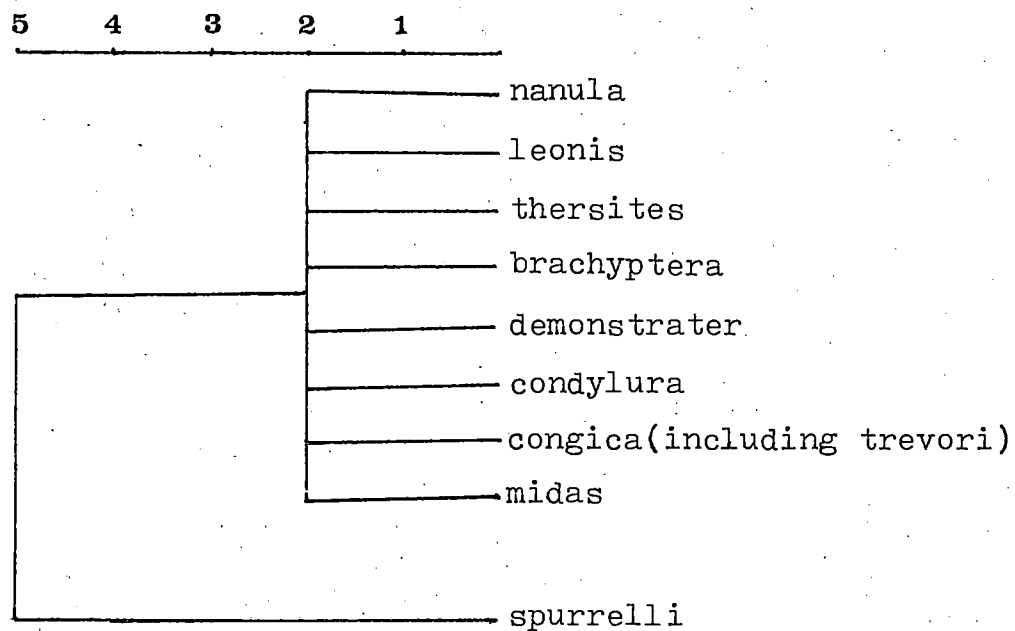 5 4 3 2 1
nanula
leonis
thersites
brachyptera
demonstrater
condylura
congica(including trevori)
midas
spurrelli